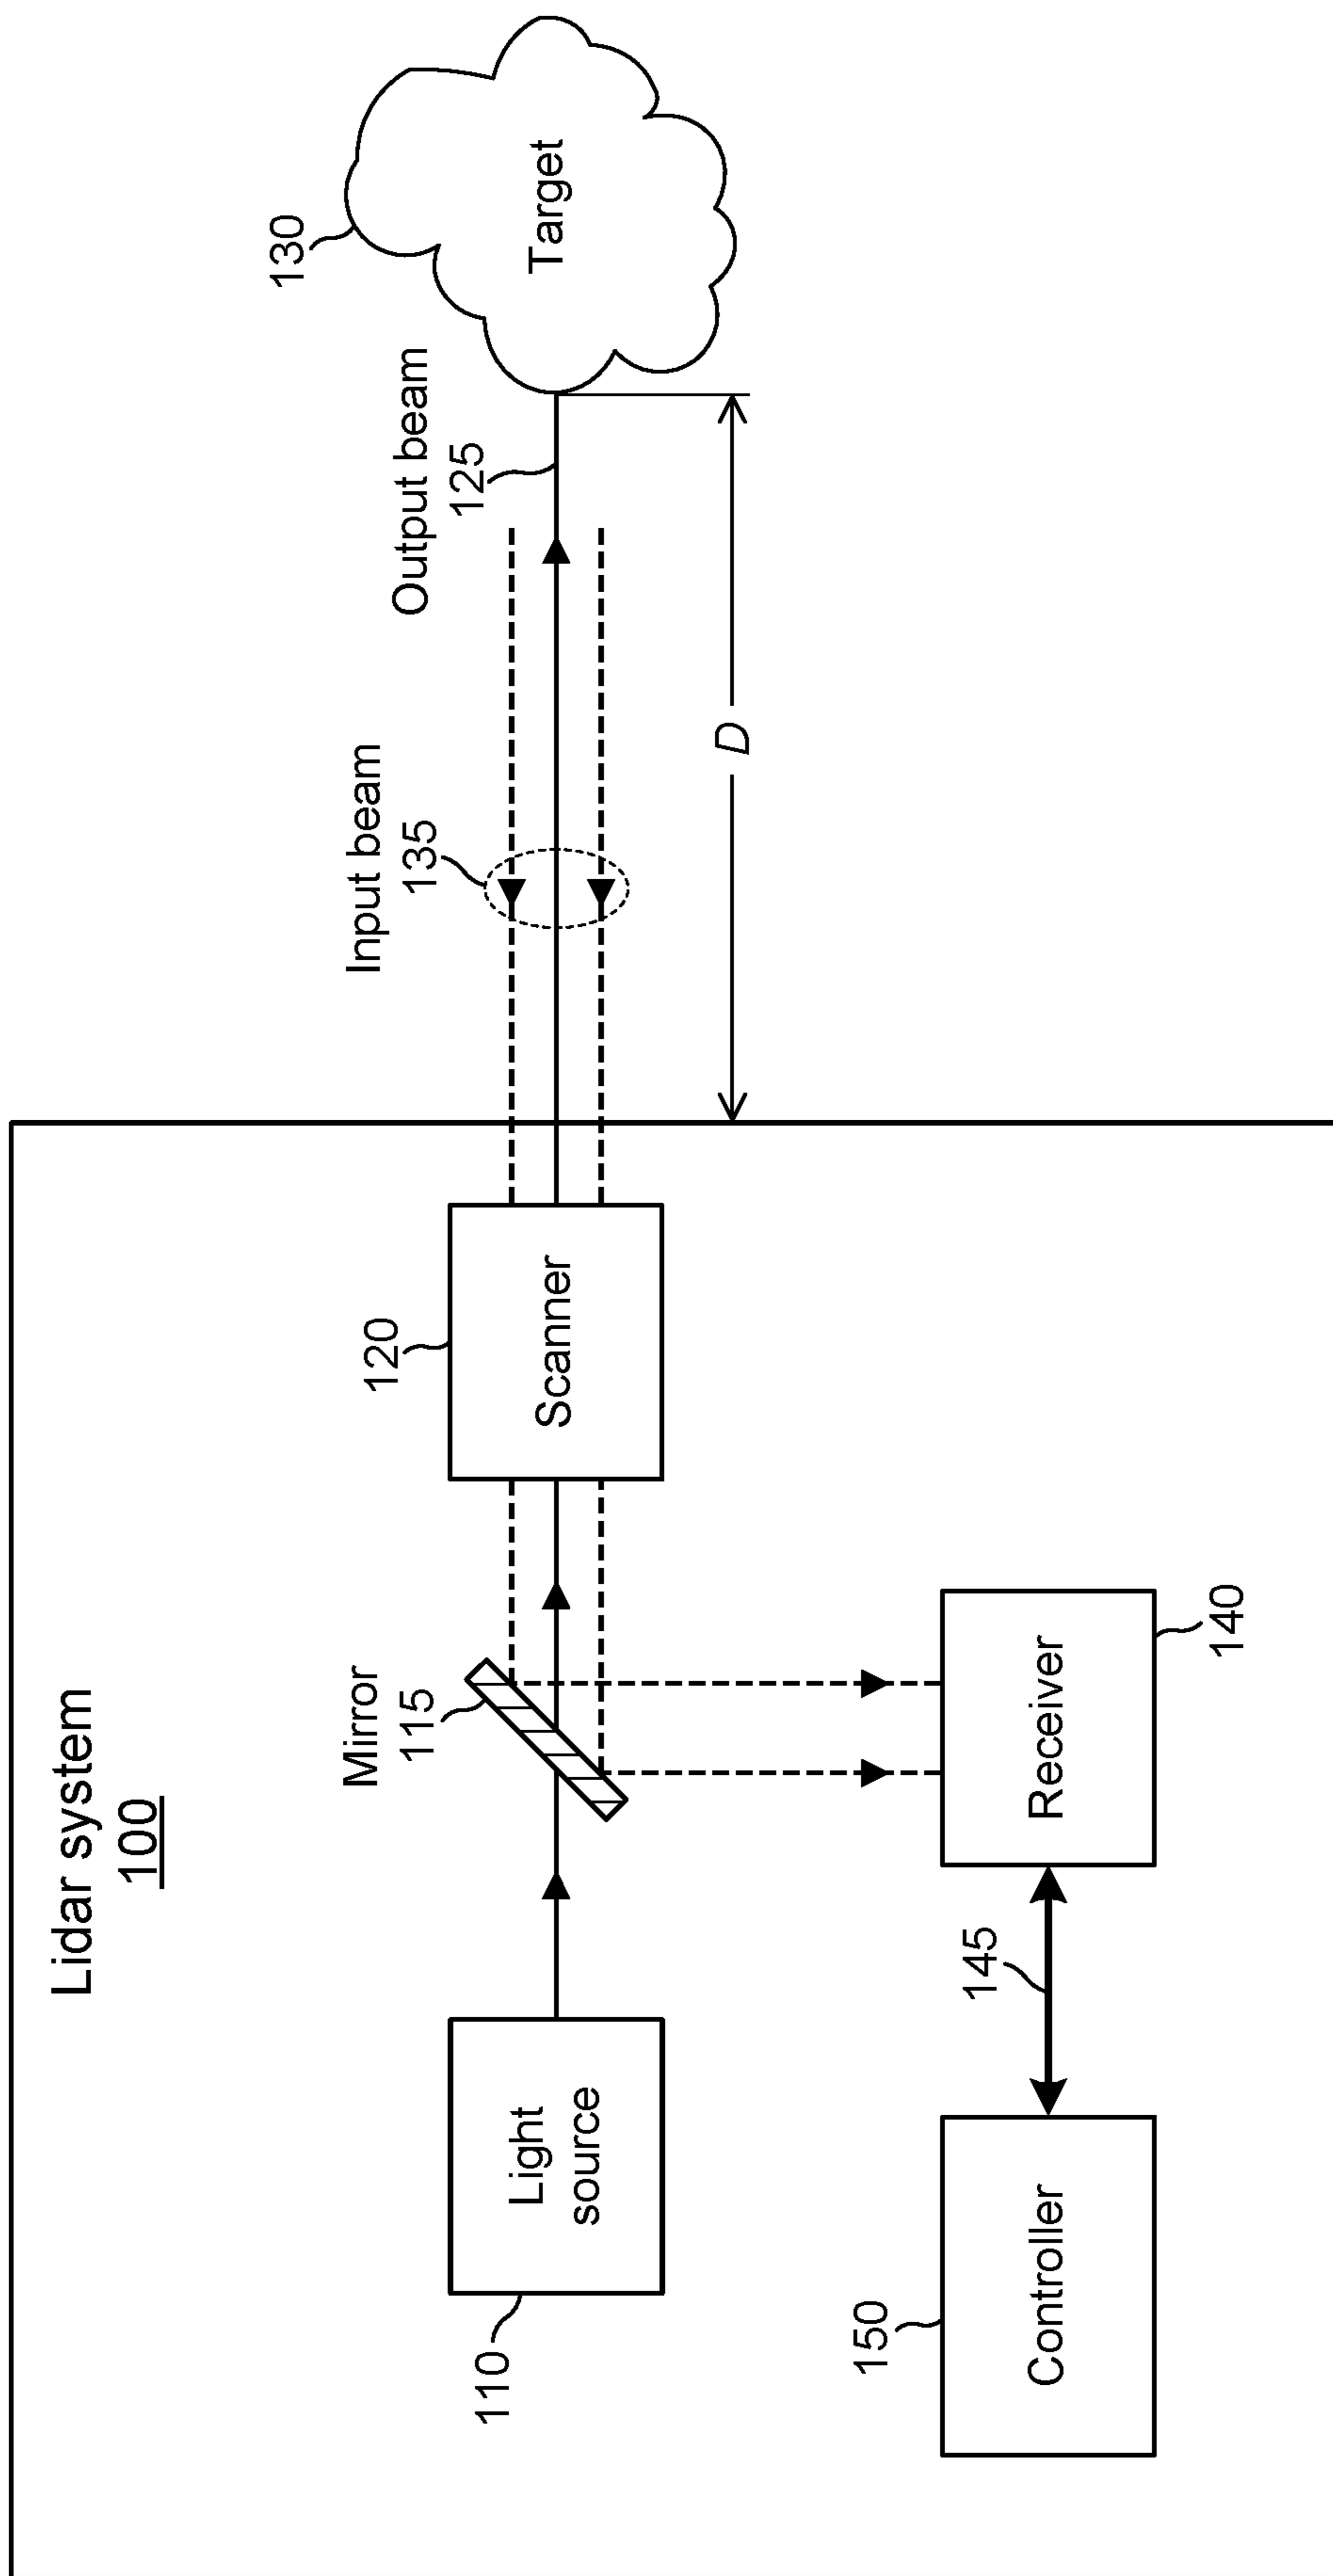 Lidar system
100
110
Light
source
Mirror
115
120
Scanner
Input beam
135
Output beam
125
130
Target
D
150
Controller
145
Receiver
140